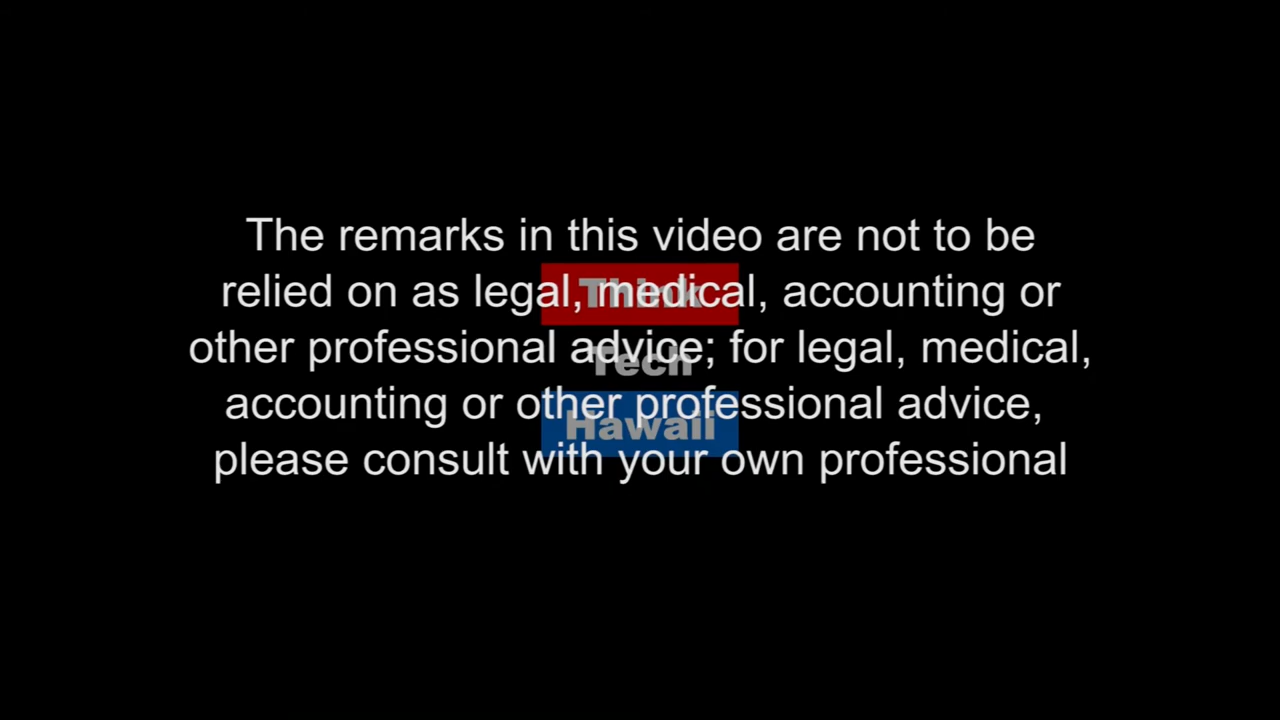 The remarks in this video are not to be
relied on as legal, medical, accounting or
other professional advice; for legal, medical,
accounting or other professional advice,
please consult with your own professional
Think
Tech
Hawaii